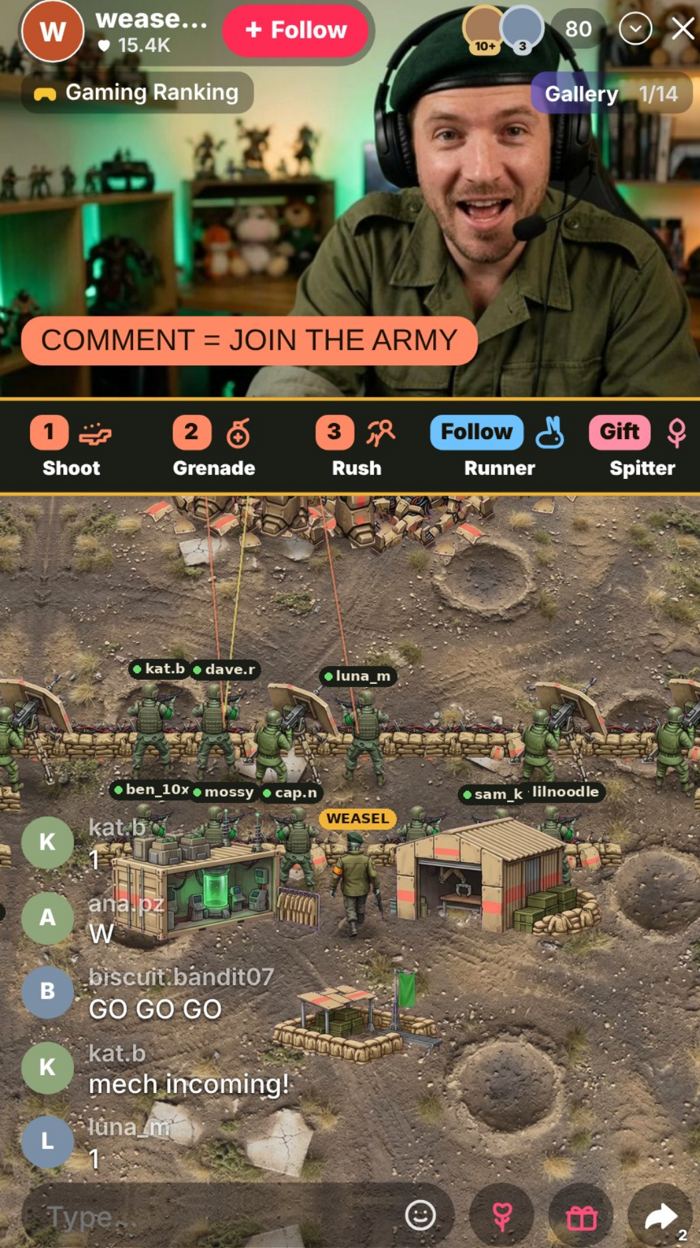 W
wease...
15.4K
+ Follow
10+
3
80
Gaming Ranking
Gallery 1/14
COMMENT = JOIN THE ARMY
1
2
3
Follow
Gift
Shoot
Grenade
Rush
Runner
Spitter
kat.b
dave.r
luna_m
ben_10x
mossy
cap.n
sam_k
lilnoodle
WEASEL
K
kat.b
1
A
ana.pz
W
B
biscuit.bandit07
GO GO GO
K
kat.b
mech incoming!
L
luna_m
1
Type...
2